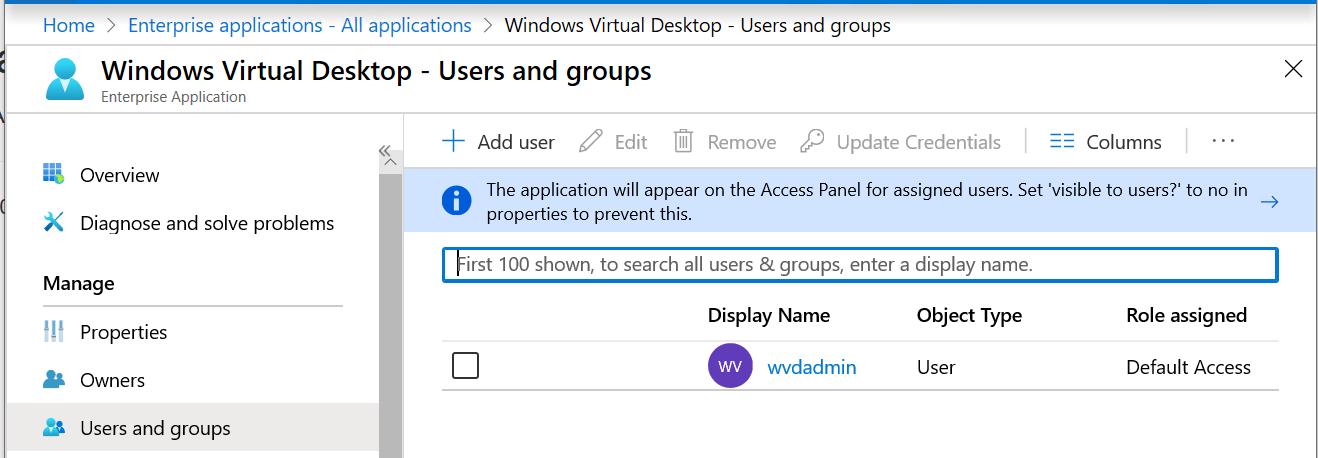 Home > Enterprise applications - All applications > Windows Virtual Desktop - Users and groups
Windows Virtual Desktop - Users and groups
Enterprise Application
Overview
Diagnose and solve problems
Manage
Properties
Owners
Users and groups
Add user Edit Remove Update Credentials Columns ...
The application will appear on the Access Panel for assigned users. Set 'visible to users?' to no in
properties to prevent this.
First 100 shown, to search all users & groups, enter a display name.
Display Name Object Type Role assigned
WV wvdadmin User Default Access